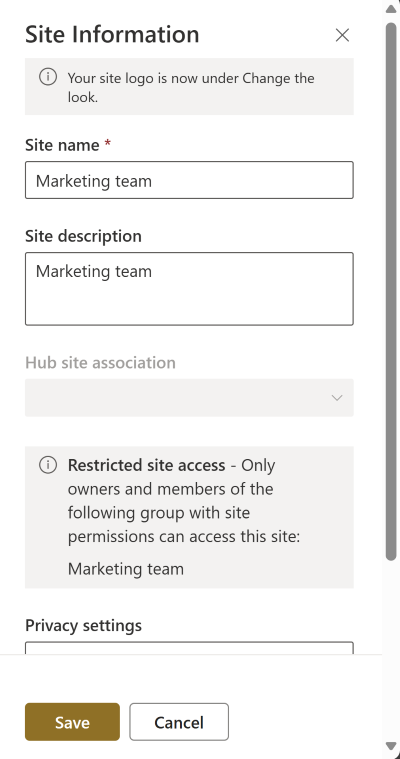 Site Information
Your site logo is now under Change the
look.
Site name *
Marketing team
Site description
Marketing team
Hub site association
Restricted site access - Only
owners and members of the
following group with site
permissions can access this site:
Marketing team
Privacy settings
Save
Cancel